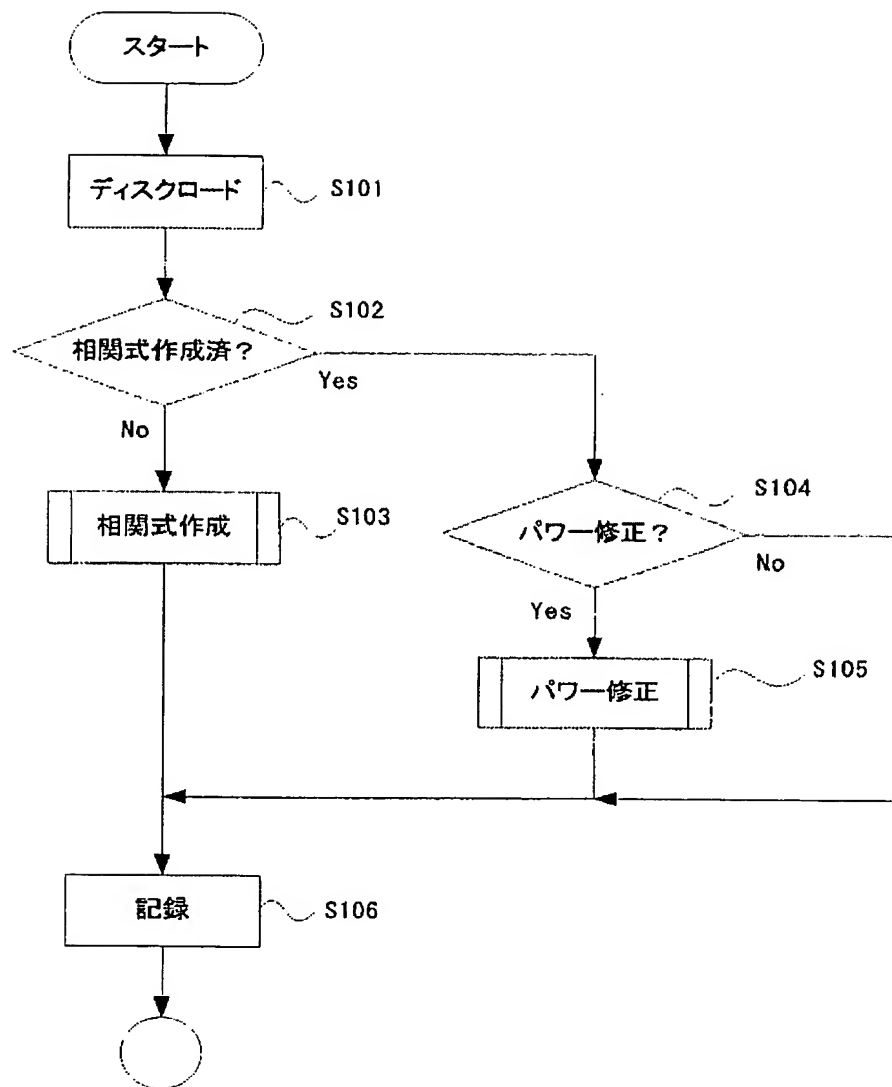 スタート
ディスクロード
S101
S102
相関式作成済?
Yes
No
相関式作成
S103
S104
パワー修正?
No
Yes
パワー修正
S105
記録
S106